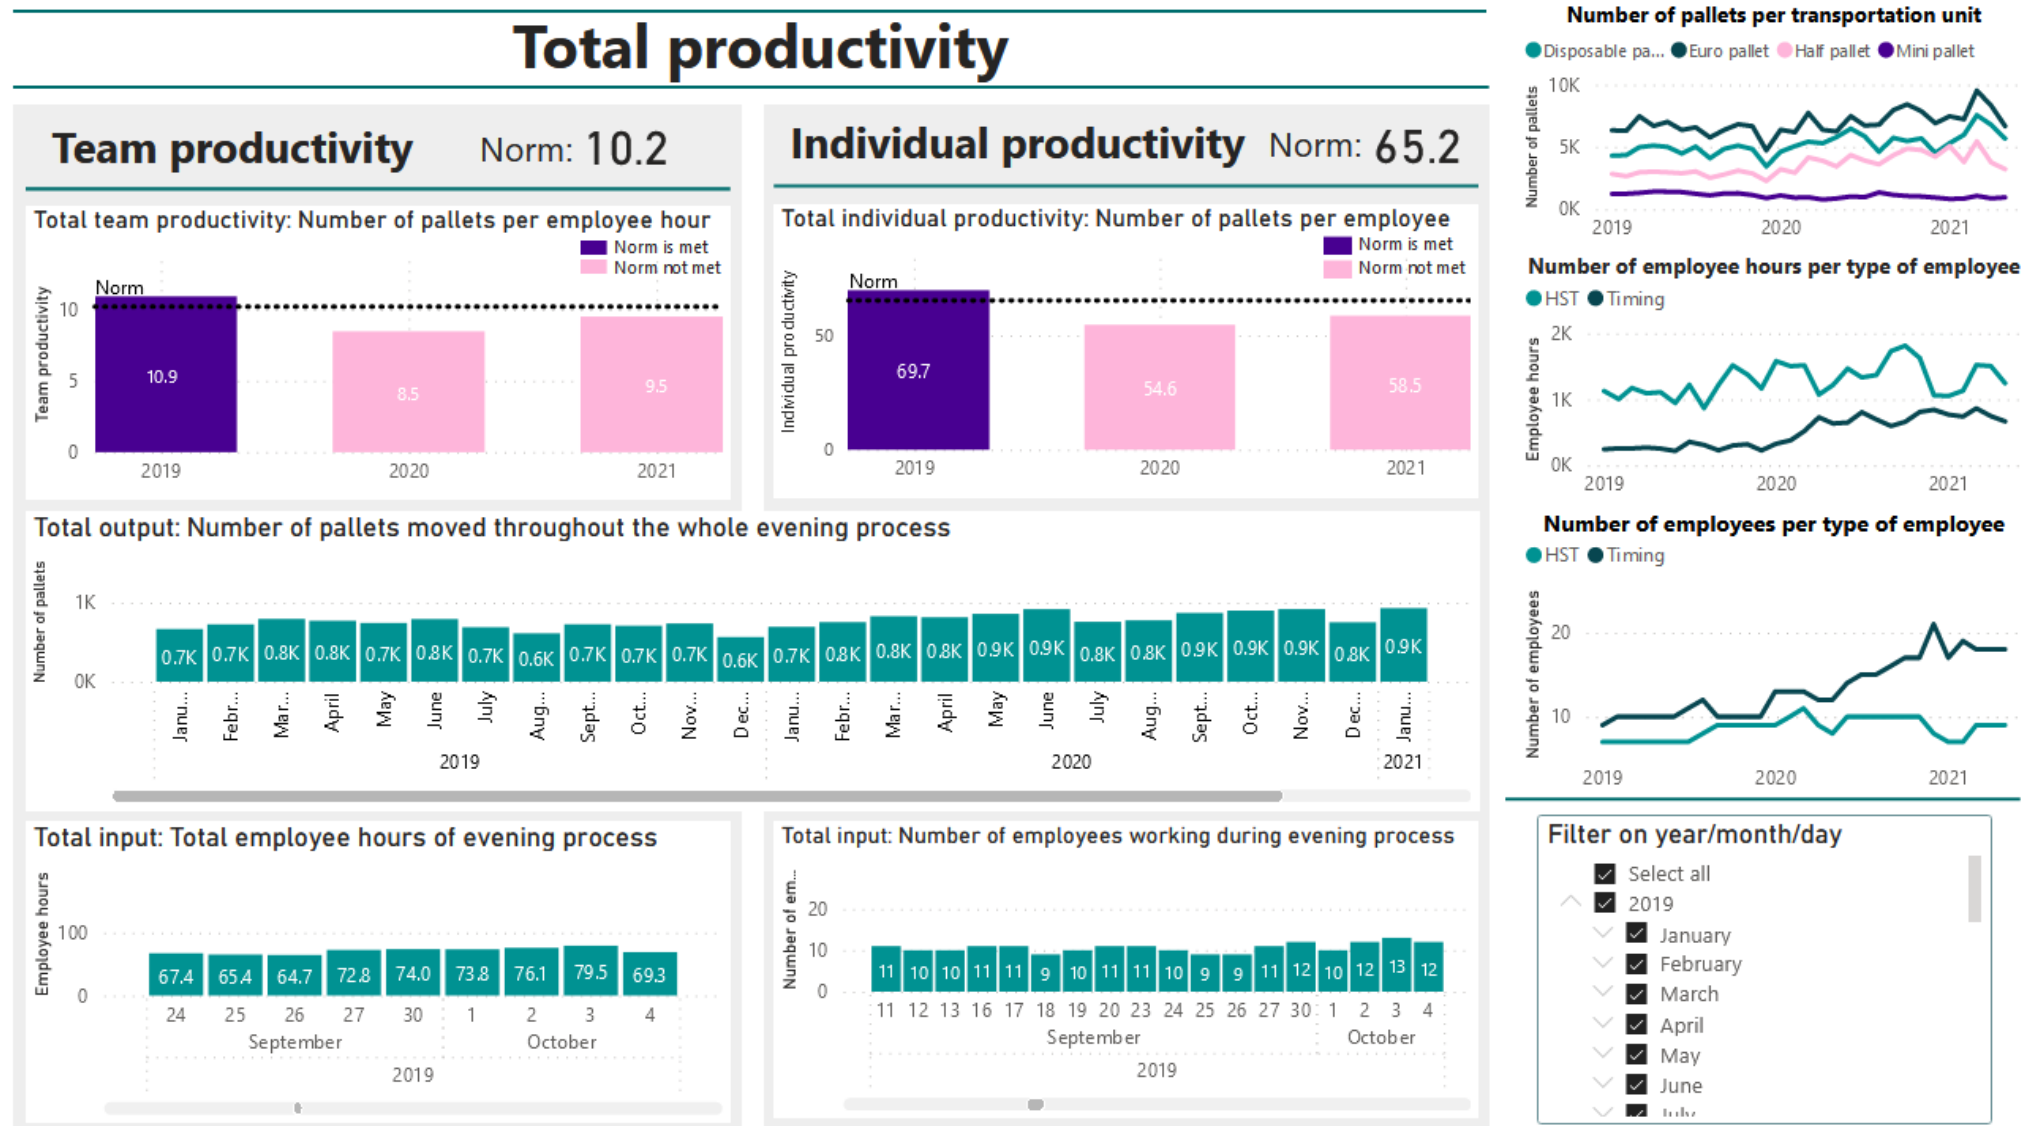 Total productivity
Team productivity Norm: 10.2
Total team productivity: Number of pallets per employee hour
Norm is met
Norm not met
Norm
Team productivity
10
5
0
10.9
8.5
9.5
2019 2020 2021
Individual productivity Norm: 65.2
Total individual productivity: Number of pallets per employee
Norm is met
Norm not met
Norm
Individual productivity
50
0
69.7
54.6
58.5
2019 2020 2021
Total output: Number of pallets moved throughout the whole evening process
Number of pallets
1K
0K
0.7K 0.7K 0.8K 0.8K 0.7K 0.8K 0.7K 0.6K 0.7K 0.7K 0.7K 0.6K 0.7K 0.8K 0.8K 0.8K 0.9K 0.9K 0.8K 0.8K 0.9K 0.9K 0.9K 0.8K 0.9K
Janu... Febr... Mar... April May June July Aug... Sept... Oct... Nov... Dec... Janu... Febr... Mar... April May June July Aug... Sept... Oct... Nov... Dec... Janu...
2019 2020 2021
Total input: Total employee hours of evening process
Employee hours
100
0
67.4 65.4 64.7 72.8 74.0 73.8 76.1 79.5 69.3
24 25 26 27 30 1 2 3 4
September October
2019
Total input: Number of employees working during evening process
Number of em...
20
10
0
11 10 10 11 11 9 10 11 11 10 9 9 11 12 10 12 13 12
11 12 13 16 17 18 19 20 23 24 25 26 27 30 1 2 3 4
September October
2019
Number of pallets per transportation unit
Disposable pa... Euro pallet Half pallet Mini pallet
Number of pallets
10K
5K
0K
2019 2020 2021
Number of employee hours per type of employee
HST Timing
Employee hours
2K
1K
0K
2019 2020 2021
Number of employees per type of employee
HST Timing
Number of employees
20
10
2019 2020 2021
Filter on year/month/day
Select all
2019
January
February
March
April
May
June
July